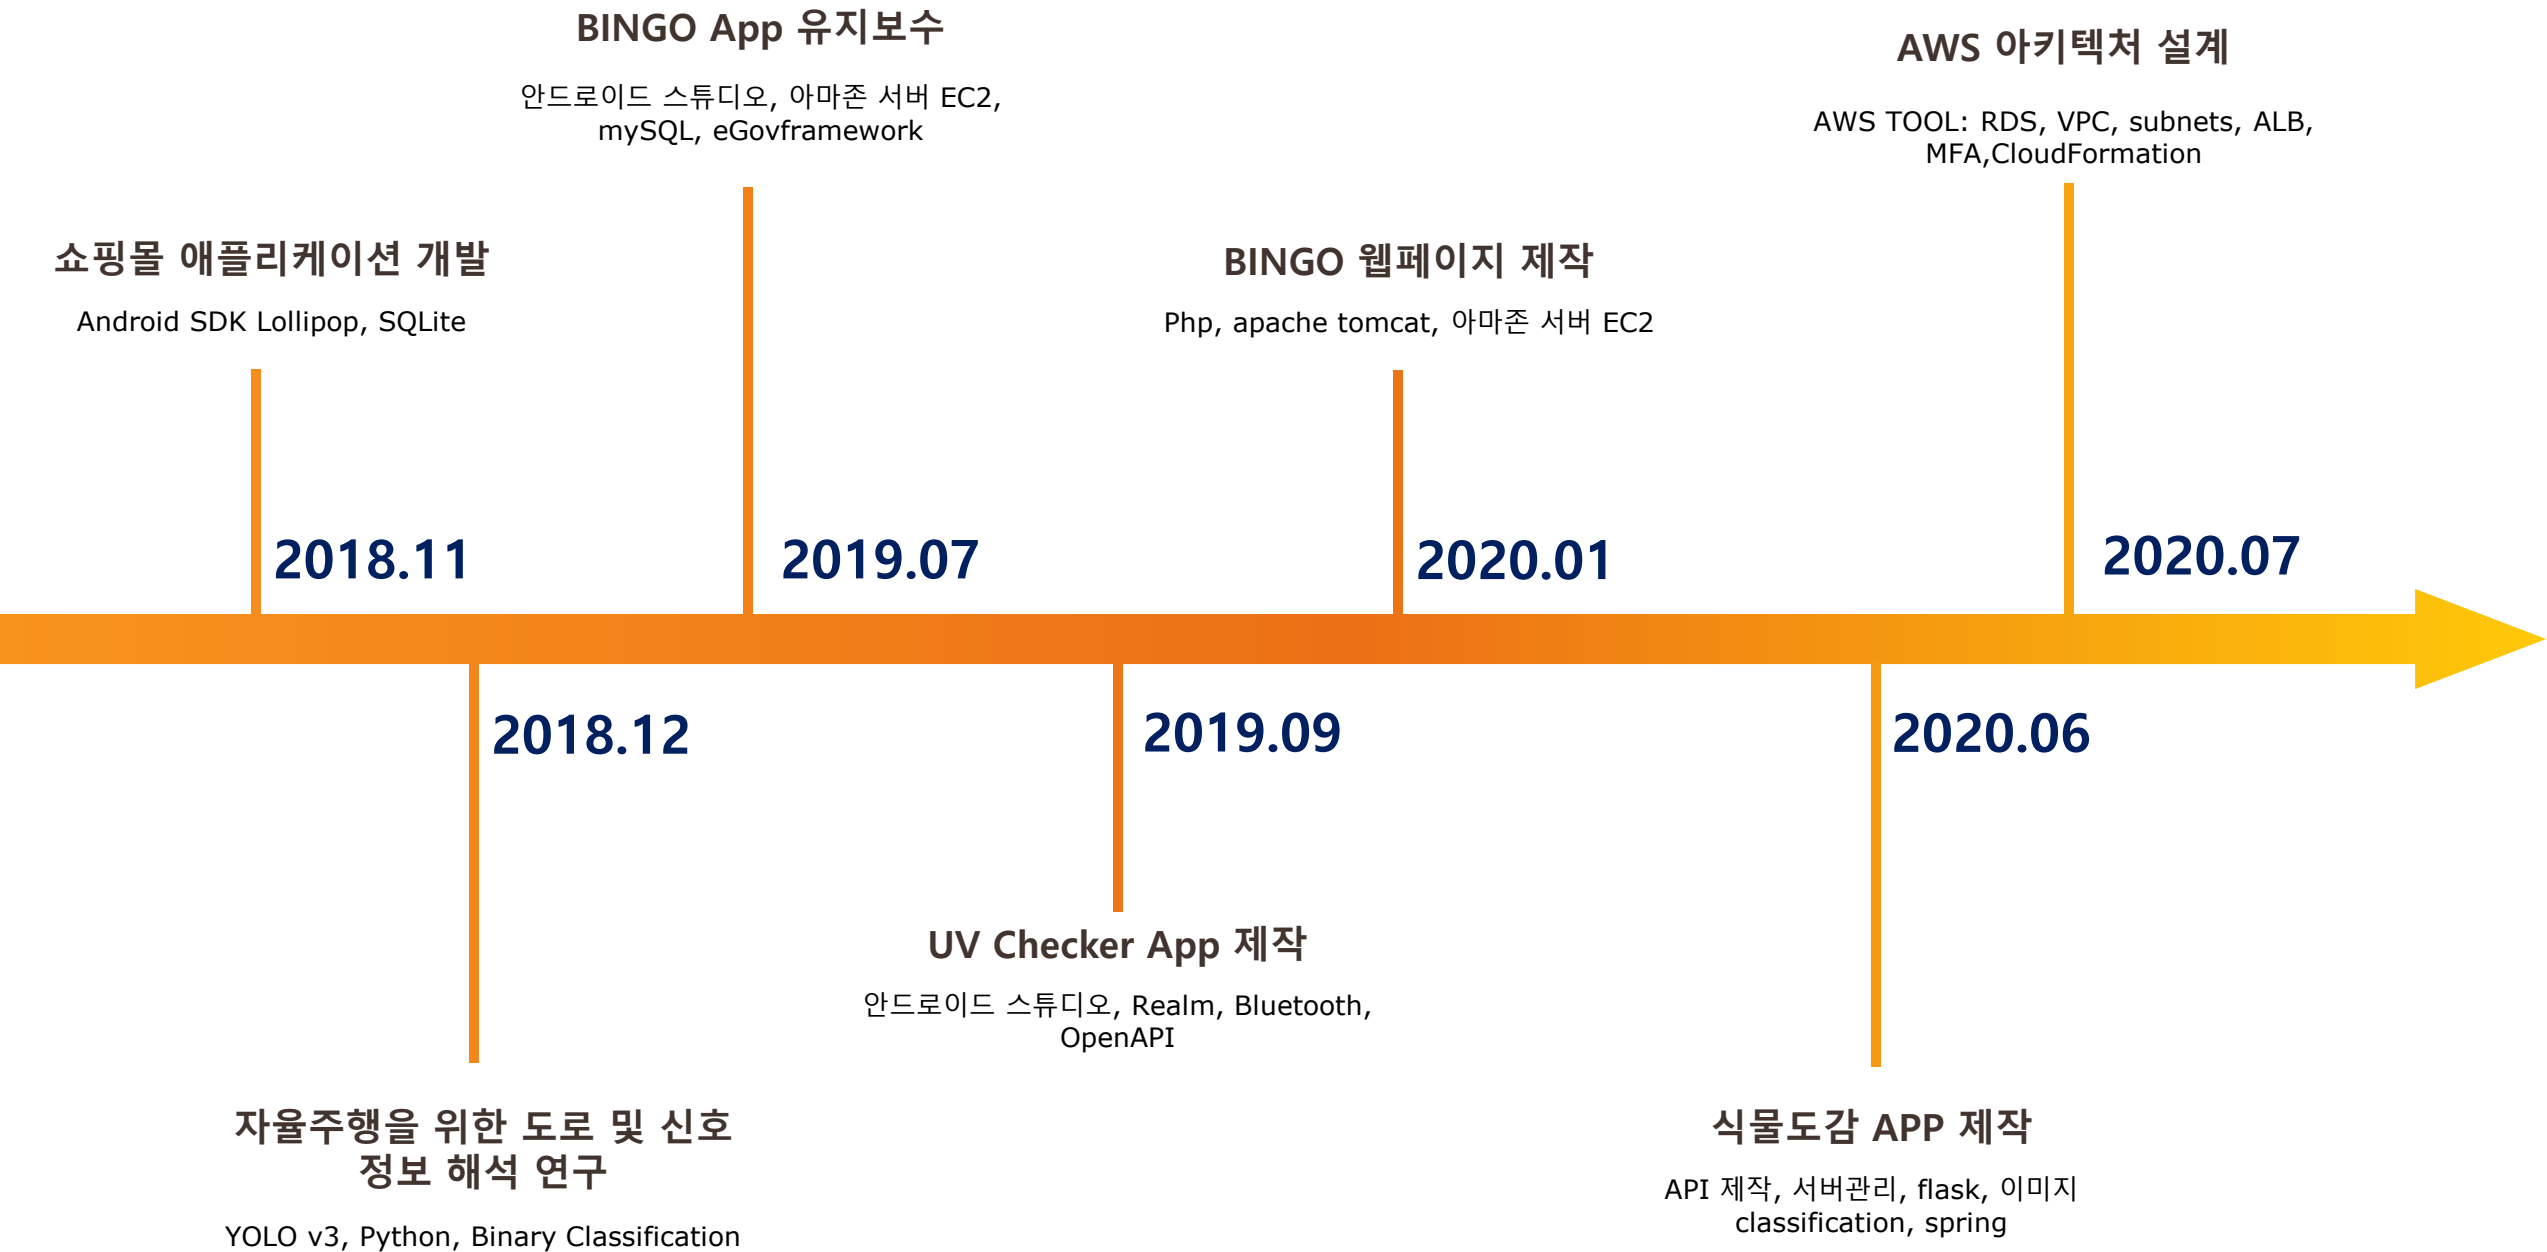 BINGO App 유지보수
안드로이드 스튜디오, 아마존 서버 EC2,
mySQL, eGovframework
AWS 아키텍처 설계
AWS TOOL: RDS, VPC, subnets, ALB,
MFA,CloudFormation
쇼핑몰 애플리케이션 개발
Android SDK Lollipop, SQLite
BINGO 웹페이지 제작
Php, apache tomcat, 아마존 서버 EC2
2018.11
2019.07
2020.01
2020.07
2018.12
2019.09
2020.06
UV Checker App 제작
안드로이드 스튜디오, Realm, Bluetooth,
OpenAPI
자율주행을 위한 도로 및 신호
정보 해석 연구
YOLO v3, Python, Binary Classification
식물도감 APP 제작
API 제작, 서버관리, flask, 이미지
classification, spring